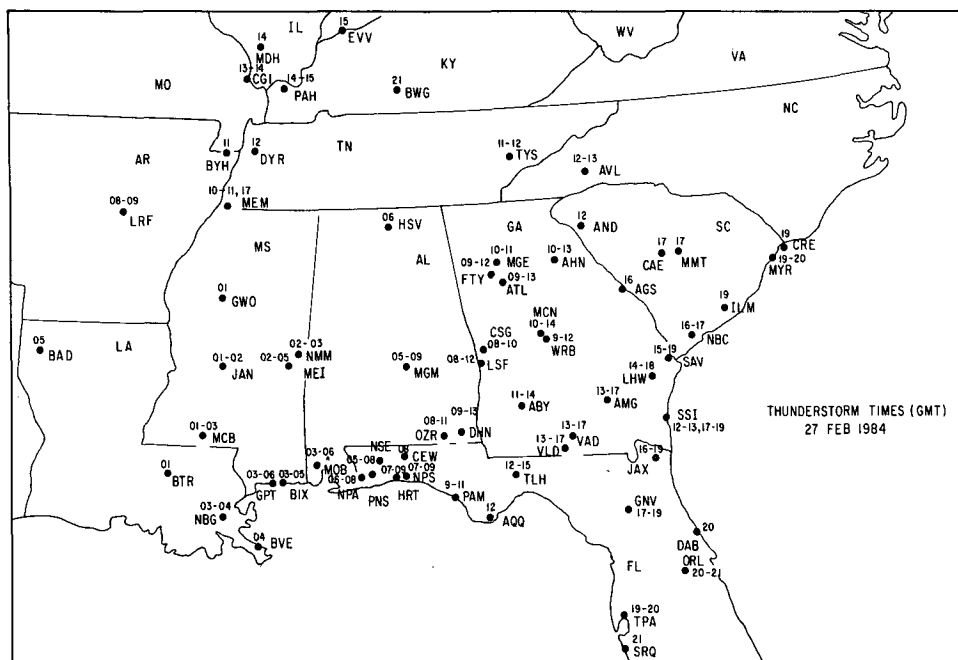 IL
15
EVV
WV
VA
14
MDH
13-14
CGI
14-15
PAH
MO
21
BWG
KY
NC
AR
11
BYH
12
DYR
TN
11-12
TYS
12-13
AVL
08-09
LRF
10-11,17
MEM
06
HSV
GA
12
AND
SC
MS
AL
10-11
MGE
10-13
AHN
17
CAE
17
MMT
19
CRE
19-20
MYR
09-12
FTY
09-13
ATL
16
AGS
01
GWO
19
ILM
MCN
10-14
9-12
WRB
16-17
NBC
LA
05
BAD
01-02
JAN
02-03
NMM
02-05
MEI
05-09
MGM
CSG
08-10
08-12
LSF
15-19
SAV
14-18
LHW
11-14
ABY
13-17
AMG
SSI
12-13,17-19
THUNDERSTORM TIMES (GMT)
27 FEB 1984
01-03
MCB
08-11
OZR
09-13
DHN
13-17
VLD
13-17
VAD
16-19
JAX
01
BTR
03-06
GPT
03-05
BIX
03-06
MOB
NSE
05-08
06-08
NPA
PNS
CEW
07-09
HRT
07-09
NPS
9-11
PAM
12-15
TLH
12
AQQ
03-04
NBG
04
BVE
GNV
17-19
20
DAB
ORL
20-21
FL
19-20
TPA
21
SRQ